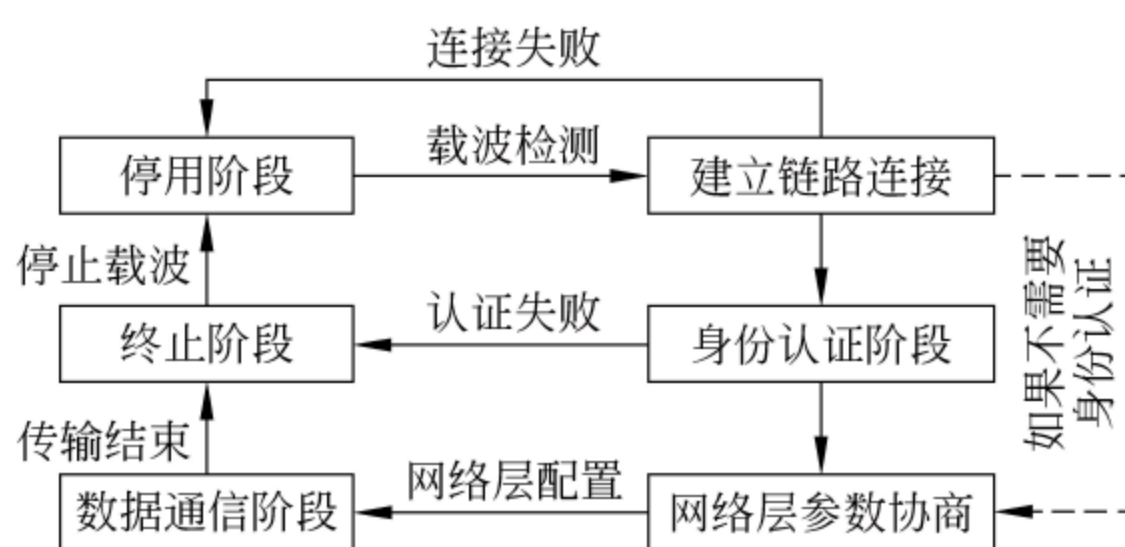 连接失败
停用阶段
载波检测
建立链路连接
停止载波
终止阶段
认证失败
身份认证阶段
如果不需要
身份认证
传输结束
数据通信阶段
网络层配置
网络层参数协商